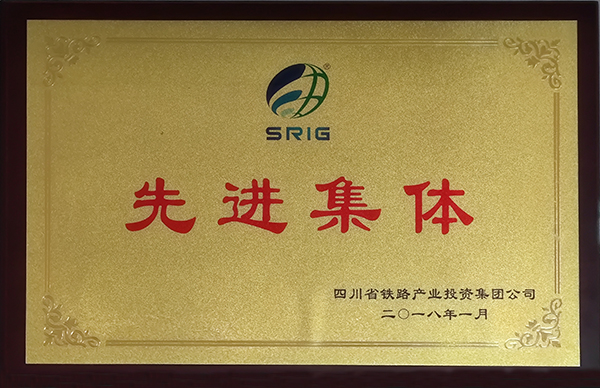 ®
SRIG
先进集体
四川省铁路产业投资集团公司
二〇一八年一月